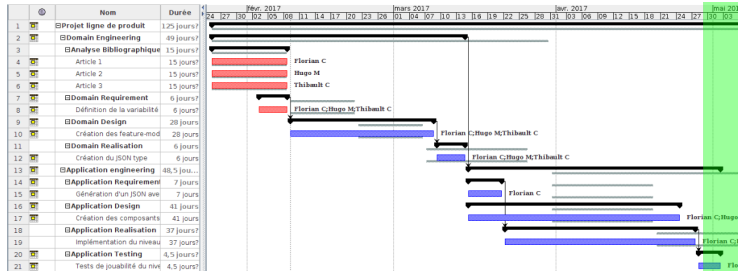 Nom Durée
févr. 2017 mars 2017 avr. 2017 mai 201
24 27 30 02 05 08 11 14 17 20 23 26 01 04 07 10 13 16 19 22 25 28 31 03 06 09 12 15 18 21 24 27 30 03
1 Projet ligne de produit 125 jours?
2 Domain Engineering 49 jours?
3 Analyse Bibliographique 15 jours?
4 Article 1 15 jours? Florian C
5 Article 2 15 jours? Hugo M
6 Article 3 15 jours? Thibault C
7 Domain Requirement 6 jours?
8 Définition de la variabilité 6 jours? Florian C;Hugo M;Thibault C
9 Domain Design 28 jours
10 Création des feature-mod 28 jours Florian C;Hugo M;Thibault C
11 Domain Realisation 6 jours
12 Création du JSON type 6 jours Florian C;Hugo M;Thibault C
13 Application engineering 48,5 jou...
14 Application Requirement 7 jours
15 Génération d'un JSON ave 7 jours Florian C
16 Application Design 41 jours
17 Création des composants 41 jours Florian C;Hugo
18 Application Realisation 37 jours?
19 Implémentation du niveau 37 jours? Florian C;
20 Application Testing 4,5 jours?
21 Tests de jouabilité du nive 4,5 jours? Flo